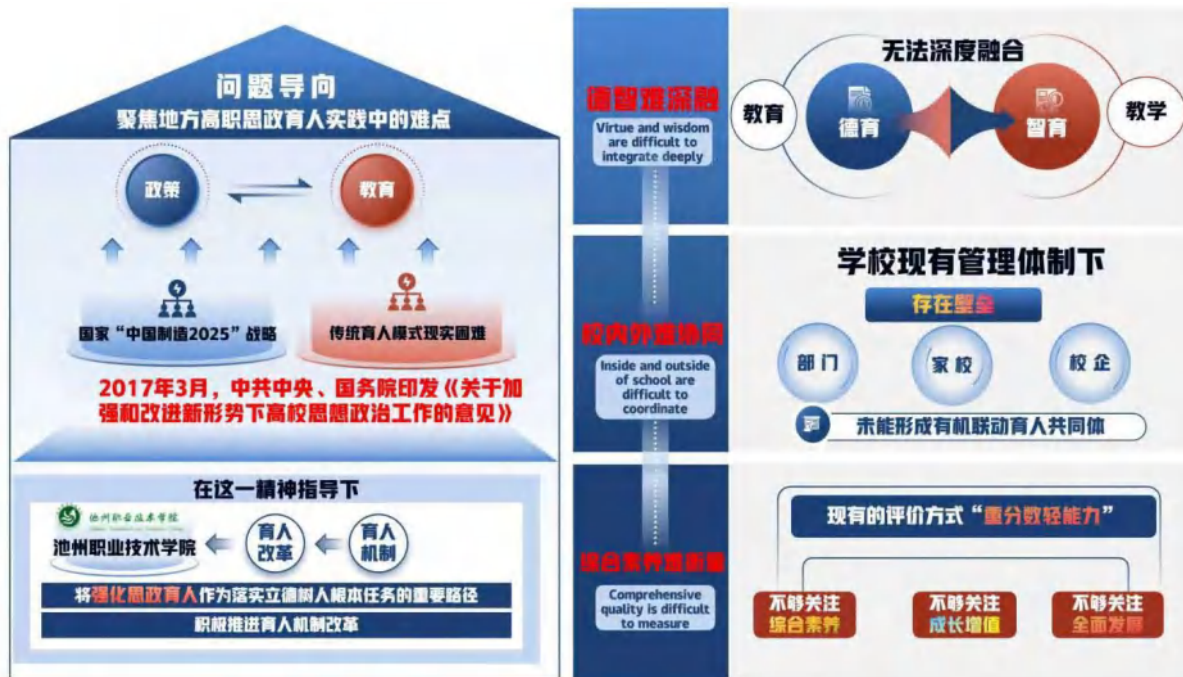 问题导向
聚焦地方高职思政育人实践中的难点
政策
教育
国家“中国制造2025”战略
传统育人模式现实困难
2017年3月，中共中央、国务院印发《关于加
强和改进新形势下高校思想政治工作的意见》
在这一精神指导下
池州职业技术学院
池州职业技术学院
育人
改革
育人
机制
将强化思政育人作为落实立德树人根本任务的重要路径
积极推进育人机制改革
德智难深融
Virtue and wisdom
are difficult to
integrate deeply
无法深度融合
教育
德育
智育
教学
校内外难协同
Inside and outside
of school are
difficult to
coordinate
学校现有管理体制下
存在壁垒
部门
家校
校企
未能形成有机联动育人共同体
综合素养难衡量
Comprehensive
quality is difficult
to measure
现有的评价方式“重分数轻能力”
不够关注
综合素养
不够关注
成长增值
不够关注
全面发展